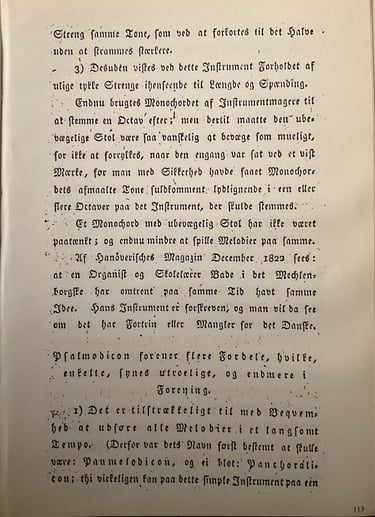 Streng samme Tone, som ved at forkortes til det Halve
uden at strammes stærkere.
3) Desuden vistes ved dette Instrument Forholdet af
ulige tykke Strenge ihenseende til Længde og Spænding.
Endnu bruges Monochordet af Instrumentmagere til
at stemme en Octav efter; men dertil maatte den ube-
vægelige Stol være saa vanskelig at bevæge som mueligt,
for ikke at forrykkes, naar den engang var sat ved et vist
Mærke, for man med Sikkerhed havde faaet Monochor-
dets afmaalte Tone fuldkomment lydlignende i een eller
flere Octaver paa det Instrument, der skulde stemmes.
Et Monochord med ubevægelig Stol har ikke været
paatænkt; og endnu mindre at spille Melodier paa samme.
Af Hanöverisches Magazin December 1822 sees:
at en Organist og Skolelærer Bade i det Mechlen-
borgske har omtrent paa samme Tid havt samme
Idee. Hans Instrument er forskreven, og man vil da see
om det har Fortrin eller Mangler for det Danske.
Psalmodicon forener flere Fordele, hvilke,
enkelte, synes utroelige, og endmere i
Forening.
1) Det er tilstrækkeligt til med Beqvem-
hed at udføre alle Melodier i et langsomt
Tempo. (Derfor var dets Navn først bestemt at skulle
være: Panmelodicon, og ei blot: Panchorali-
con; thi virkeligen kan paa dette simple Instrument paa een
113